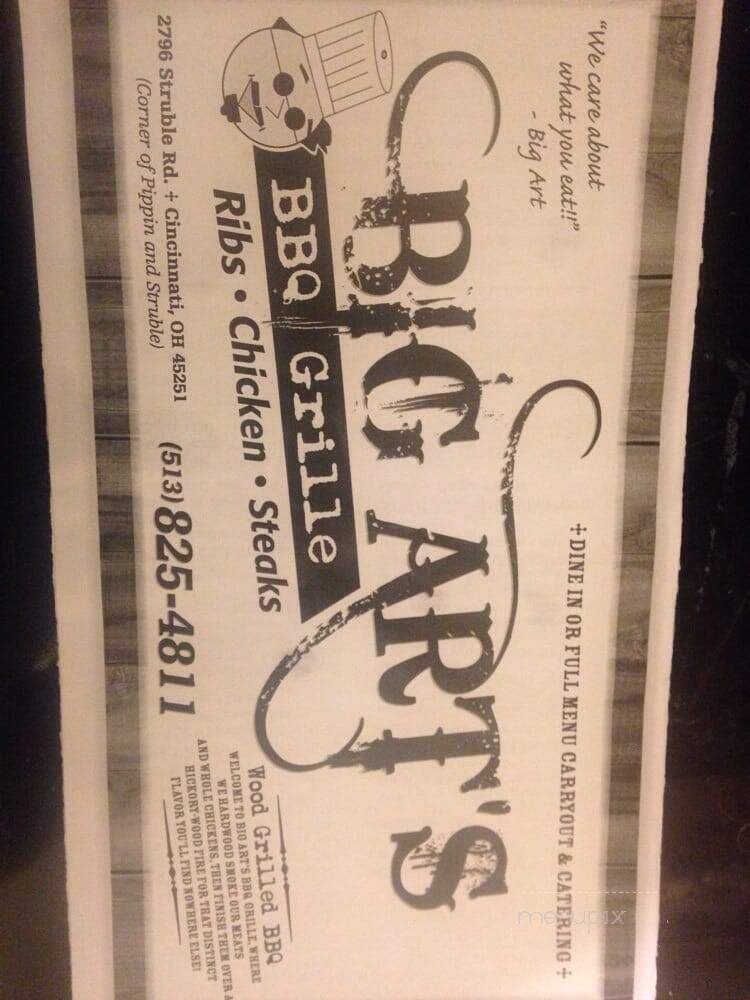 "We care about
what you eat!!"
- Big Art
‡DINE IN OR FULL MENU CARRYOUT & CATERING‡
BIG ART'S
BBQ Grille
Ribs • Chicken • Steaks
2796 Struble Rd. ‡ Cincinnati, OH 45251
(Corner of Pippin and Struble)
(513) 825-4811
Wood Grilled BBQ
WELCOME TO BIG ART'S BBQ GRILLE, WHERE
WE HARDWOOD SMOKE OUR MEATS
AND WHOLE CHICKENS, THEN FINISH THEM OVER A
HICKORY-WOOD FIRE FOR THAT DISTINCT
FLAVOR YOU'LL FIND NOWHERE ELSE!
menupix